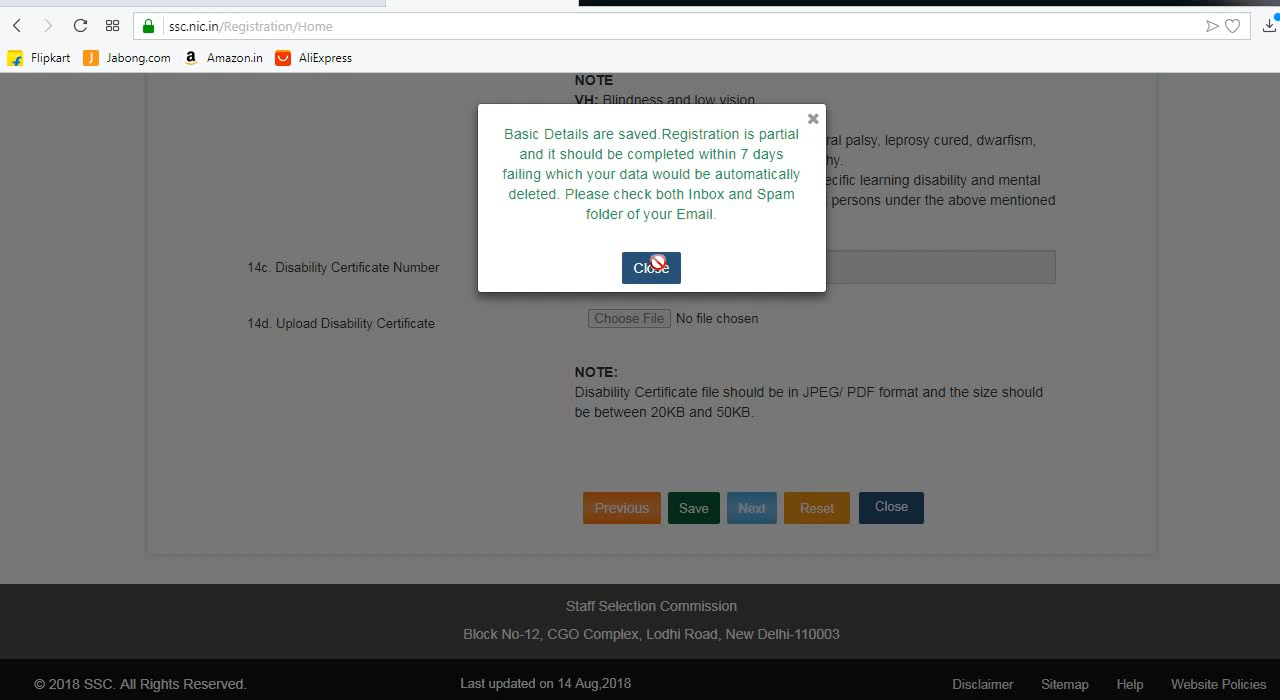 ssc.nic.in/Registration/Home
Flipkart Jabong.com Amazon.in AliExpress
NOTE
VH: Blindness and low vision
Basic Details are saved.Registration is partial
and it should be completed within 7 days
failing which your data would be automatically
deleted. Please check both Inbox and Spam
folder of your Email.
Close
palsy, leprosy cured, dwarfism,
learning disability and mental
persons under the above mentioned
14c. Disability Certificate Number
14d. Upload Disability Certificate
Choose File No file chosen
NOTE:
Disability Certificate file should be in JPEG/ PDF format and the size should
be between 20KB and 50KB.
Previous Save Next Reset Close
Staff Selection Commission
Block No-12, CGO Complex, Lodhi Road, New Delhi-110003
© 2018 SSC. All Rights Reserved. Last updated on 14 Aug,2018 Disclaimer Sitemap Help Website Policies